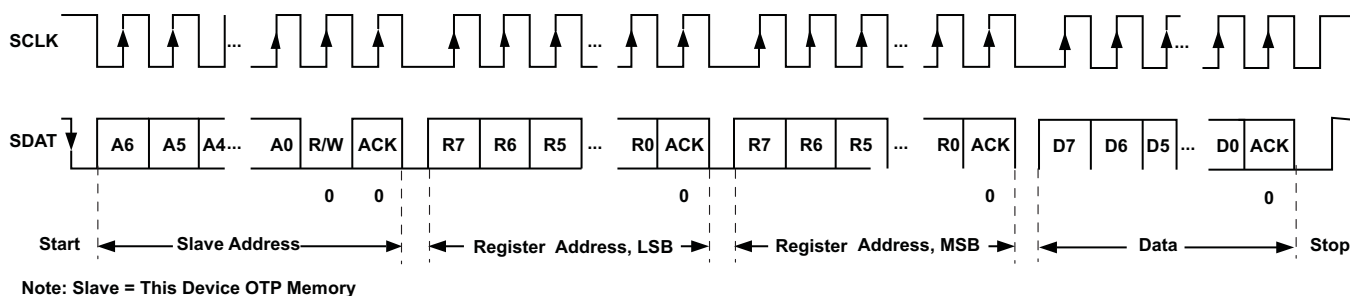 SCLK ... ... ... ...
SDAT A6 A5 A4... A0 R/W ACK R7 R6 R5 ... R0 ACK R7 R6 R5 ... R0 ACK D7 D6 D5 ... D0 ACK
0 0 0 0 0
Start Slave Address Register Address, LSB Register Address, MSB Data Stop
Note: Slave = This Device OTP Memory